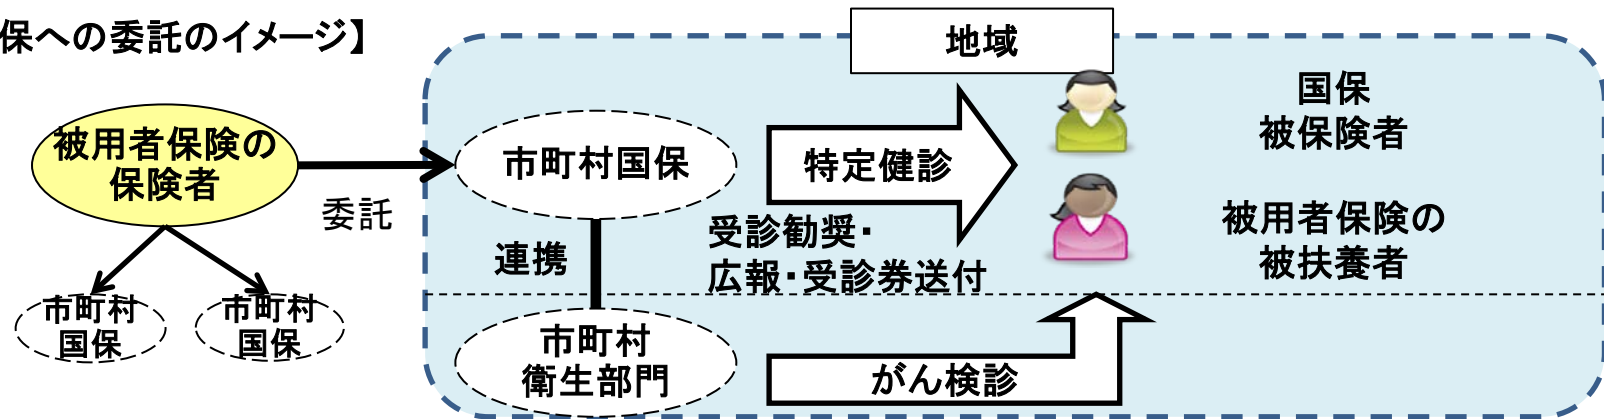 保への委託のイメージ】
地域
被用者保険の
保険者
委託
市町村
国保
市町村
国保
市町村国保
連携
市町村
衛生部門
特定健診
受診勧奨・
広報・受診券送付
がん検診
国保
被保険者
被用者保険の
被扶養者